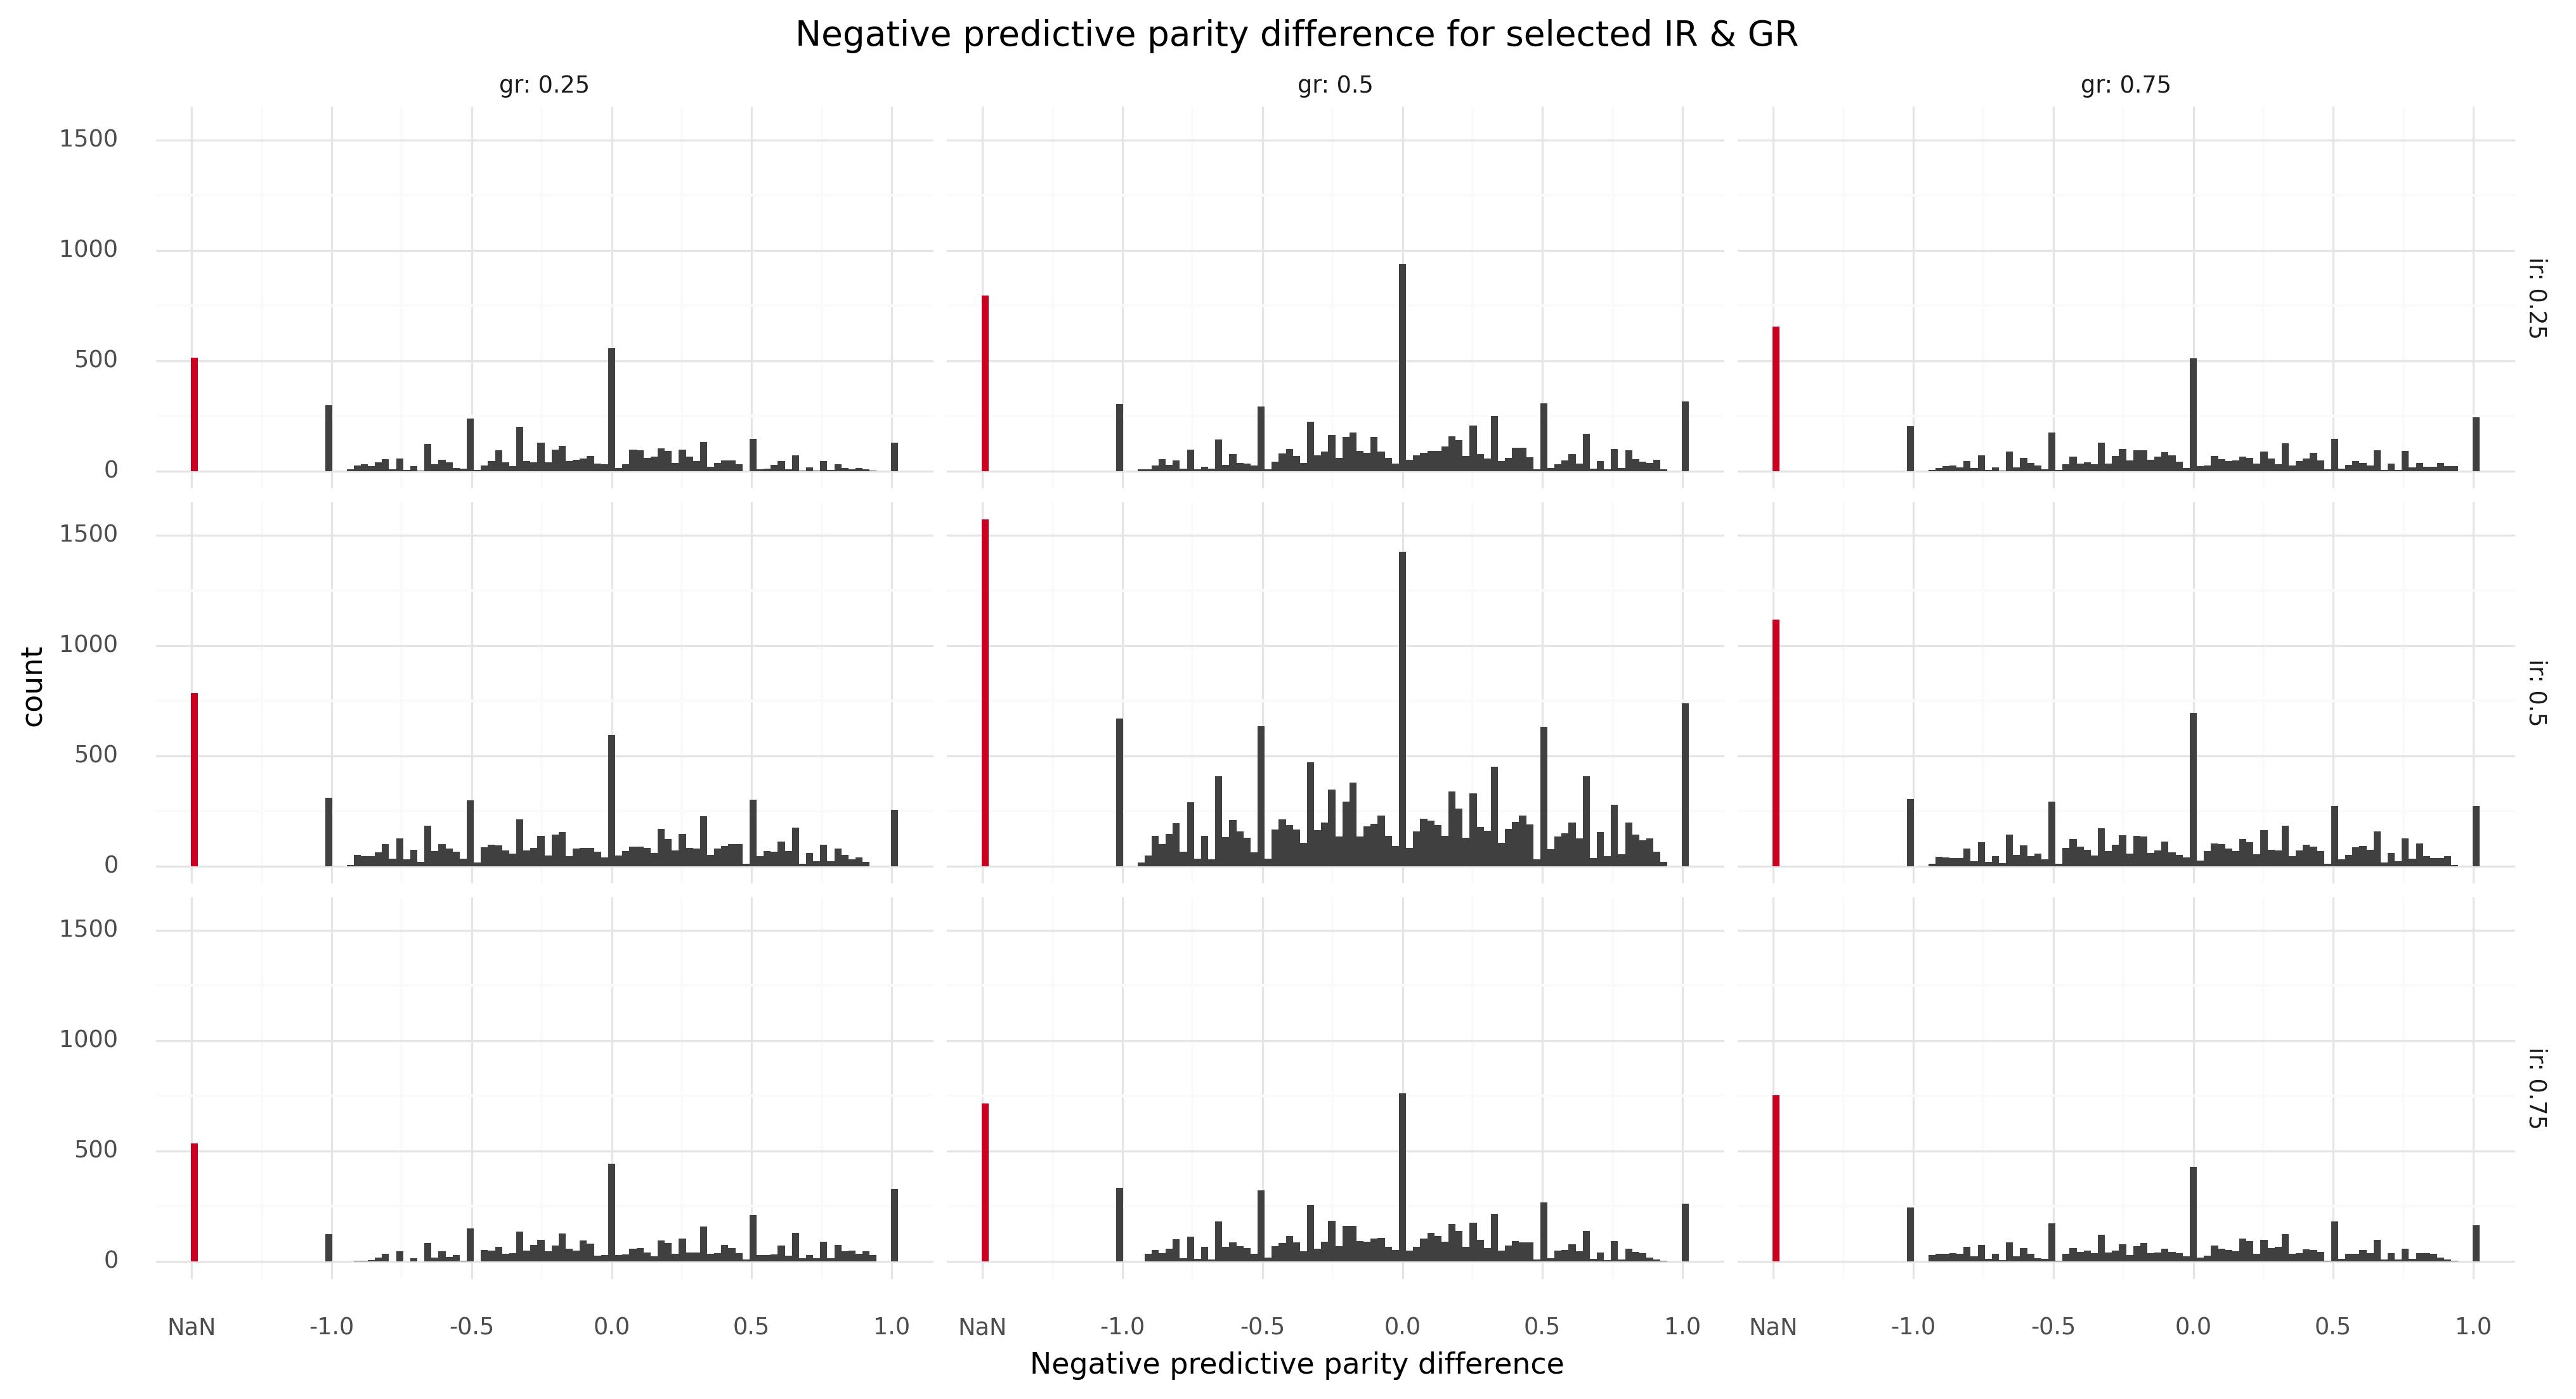 Negative predictive parity difference for selected IR & GR
gr: 0.25
gr: 0.5
gr: 0.75
1500
1000
500
0
ir: 0.25
count
1500
1000
500
0
ir: 0.5
1500
1000
500
0
ir: 0.75
NaN -1.0 -0.5 0.0 0.5 1.0
NaN -1.0 -0.5 0.0 0.5 1.0
NaN -1.0 -0.5 0.0 0.5 1.0
Negative predictive parity difference